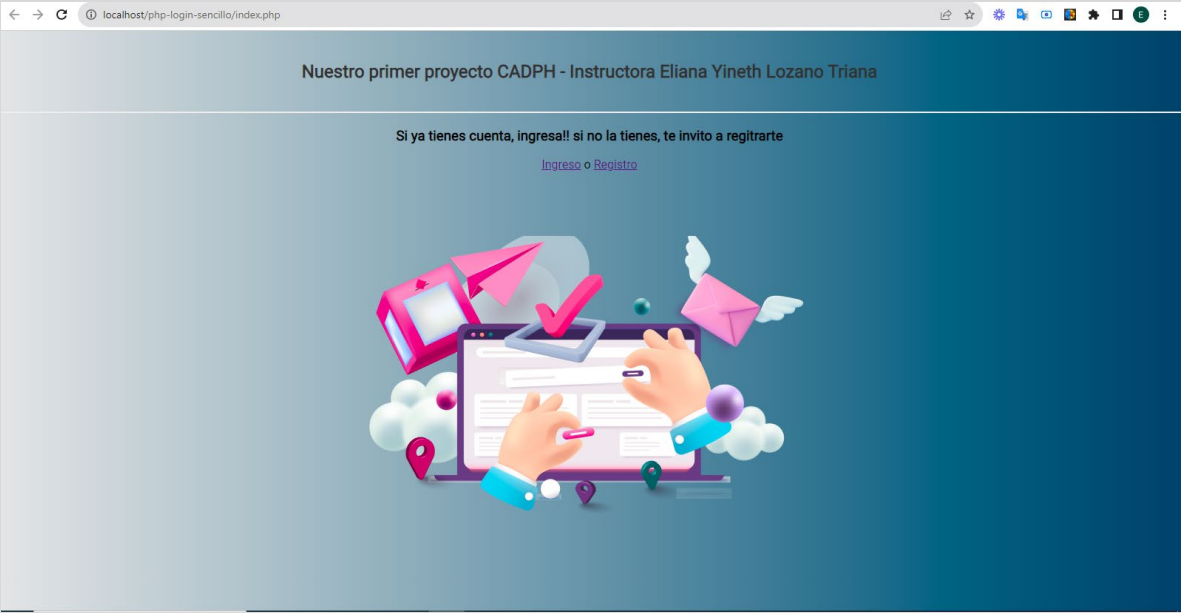 localhost/php-login-sencillo/index.php
E
Nuestro primer proyecto CADPH - Instructora Eliana Yineth Lozano Triana
Si ya tienes cuenta, ingresa!! si no la tienes, te invito a regitrarte
Ingreso o Registro